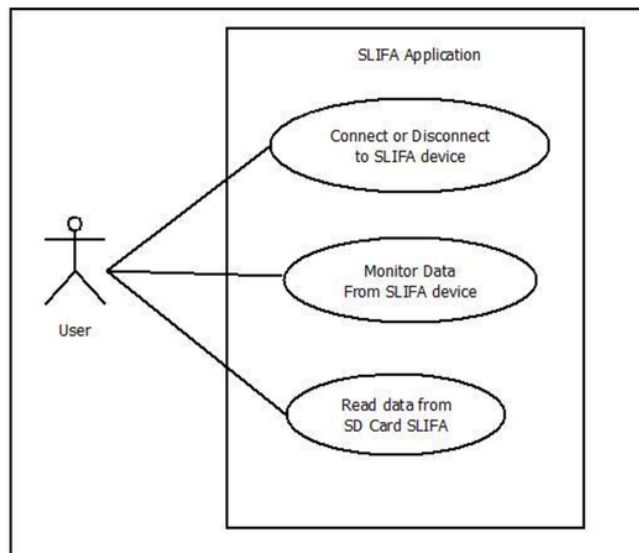 SLIFA Application
Connect or Disconnect
to SLIFA device
Monitor Data
From SLIFA device
User
Read data from
SD Card SLIFA